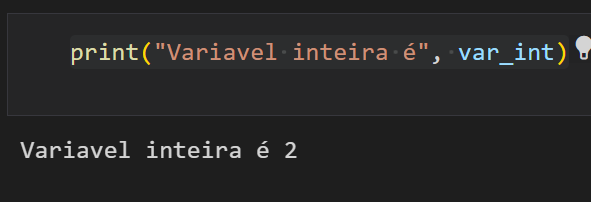 print("Variavel inteira é", var_int)
Variavel inteira é 2